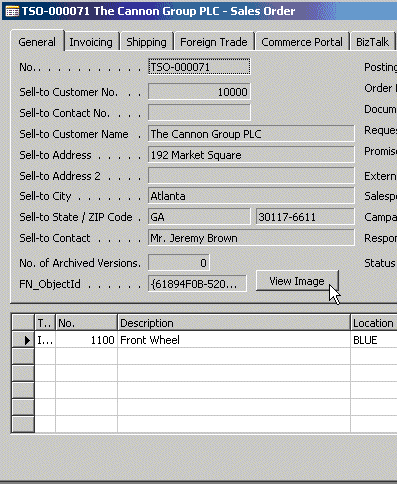 TSO-000071 The Cannon Group PLC - Sales Order
General Invoicing Shipping Foreign Trade Commerce Portal BizTalk
No. . . . . . . . . . . . . TSO-000071 Posting
Sell-to Customer No. . . . 10000 Order
Sell-to Contact No. . . . . Docum
Sell-to Customer Name . The Cannon Group PLC Reque
Sell-to Address . . . . . . 192 Market Square Promis
Sell-to Address 2 . . . . . Extern
Sell-to City . . . . . . . . . Atlanta Salesp
Sell-to State / ZIP Code . GA 30117-6611 Campa
Sell-to Contact . . . . . . Mr. Jeremy Brown Respon
No. of Archived Versions. 0 Status
FN_ObjectId . . . . . . {61894F0B-520... View Image
T.. No. Description Location
I... 1100 Front Wheel BLUE